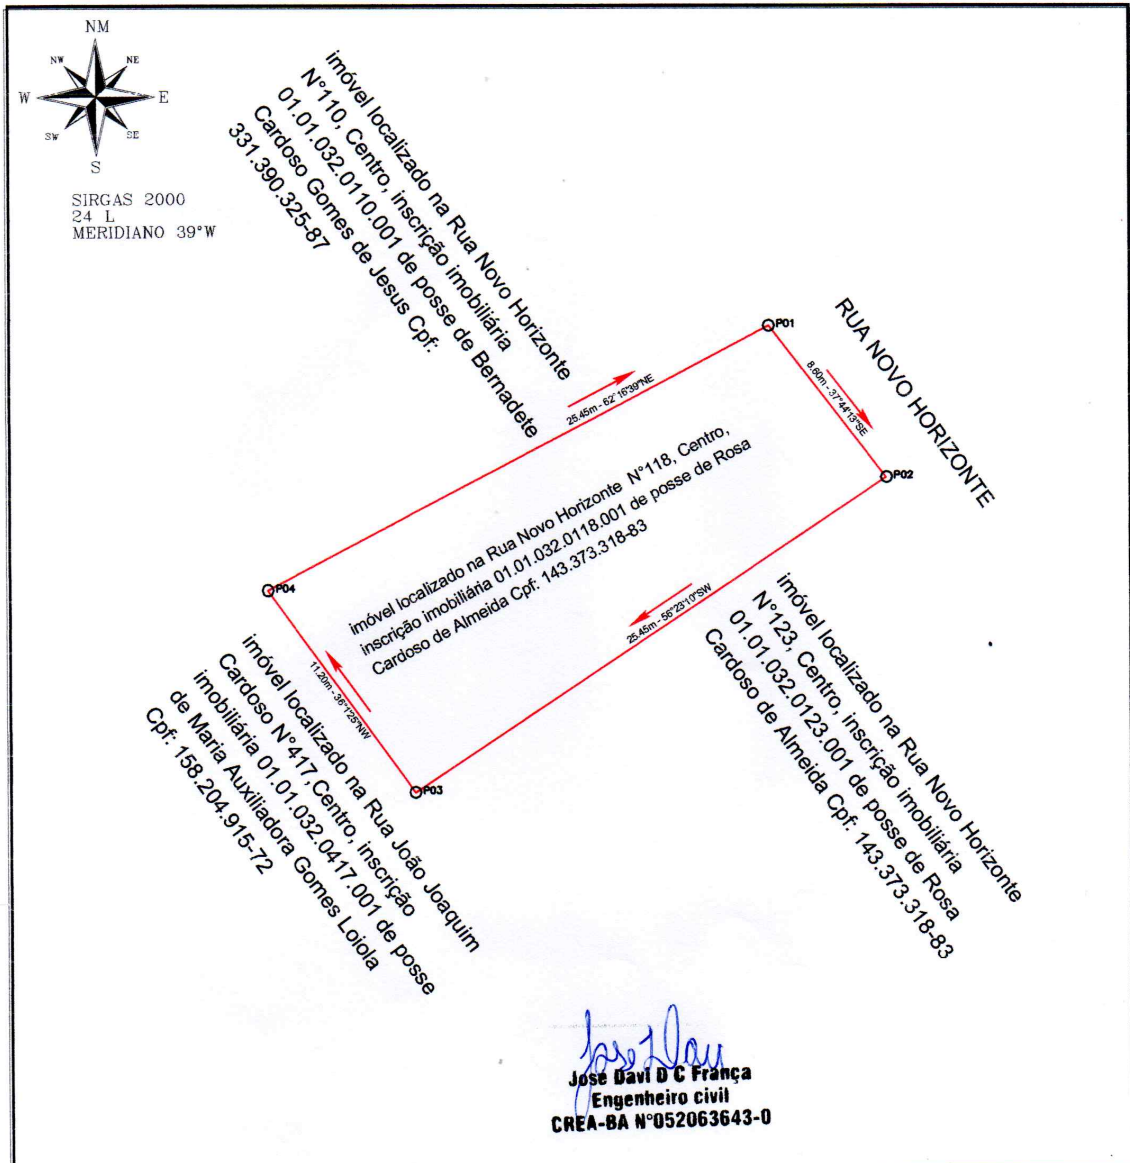 NM
NW
NE
W
E
SW
SE
S
SIRGAS 2000
24 L
MERIDIANO 39°W
imóvel localizado na Rua Novo Horizonte
N°110, Centro, inscrição imobiliária
01.01.032.0110.001 de posse de Bernadete
Cardoso Gomes de Jesus Cpf:
331.390.325-87
P01
RUA NOVO HORIZONTE
25.45m - 62°16'39"NE
8.60m - 37°44'13"SE
P02
imóvel localizado na Rua Novo Horizonte N°118, Centro,
inscrição imobiliária 01.01.032.0118.001 de posse de Rosa
Cardoso de Almeida Cpf: 143.373.318-83
P04
25.45m - 56°23'10"SW
11.20m - 36°1'25"NW
P03
imóvel localizado na Rua Novo Horizonte
N°123, Centro, inscrição imobiliária
01.01.032.0123.001 de posse de Rosa
Cardoso de Almeida Cpf: 143.373.318-83
imóvel localizado na Rua João Joaquim
Cardoso N°417,Centro, inscrição
imobiliária 01.01.032.0417.001 de posse
de Maria Auxiliadora Gomes Loiola
Cpf: 158.204.915-72
José Davi D C França
Engenheiro civil
CREA-BA N°052063643-0